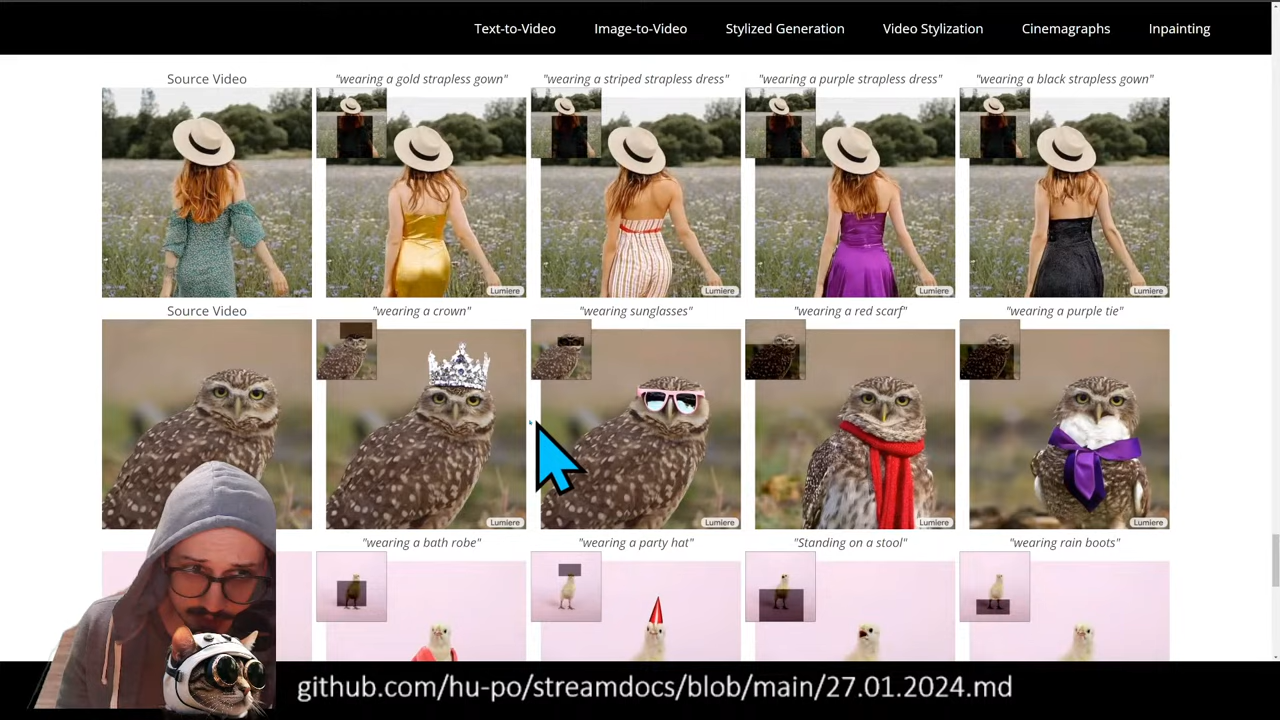 Text-to-Video Image-to-Video Stylized Generation Video Stylization Cinemagraphs Inpainting
Source Video "wearing a gold strapless gown" "wearing a striped strapless dress" "wearing a purple strapless dress" "wearing a black strapless gown"
Lumiere Lumiere Lumiere Lumiere
Source Video "wearing a crown" "wearing sunglasses" "wearing a red scarf" "wearing a purple tie"
Lumiere Lumiere Lumiere Lumiere
"wearing a bath robe" "wearing a party hat" "Standing on a stool" "wearing rain boots"
github.com/hu-po/streamdocs/blob/main/27.01.2024.md